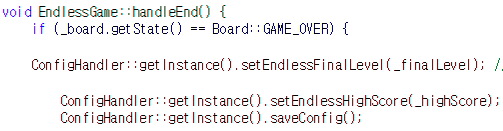 void EndlessGame::handleEnd() {
if (_board.getState() == Board::GAME_OVER) {
ConfigHandler::getInstance().setEndlessFinalLevel(_finalLevel); /
ConfigHandler::getInstance().setEndlessHighScore(_highScore);
ConfigHandler::getInstance().saveConfig();